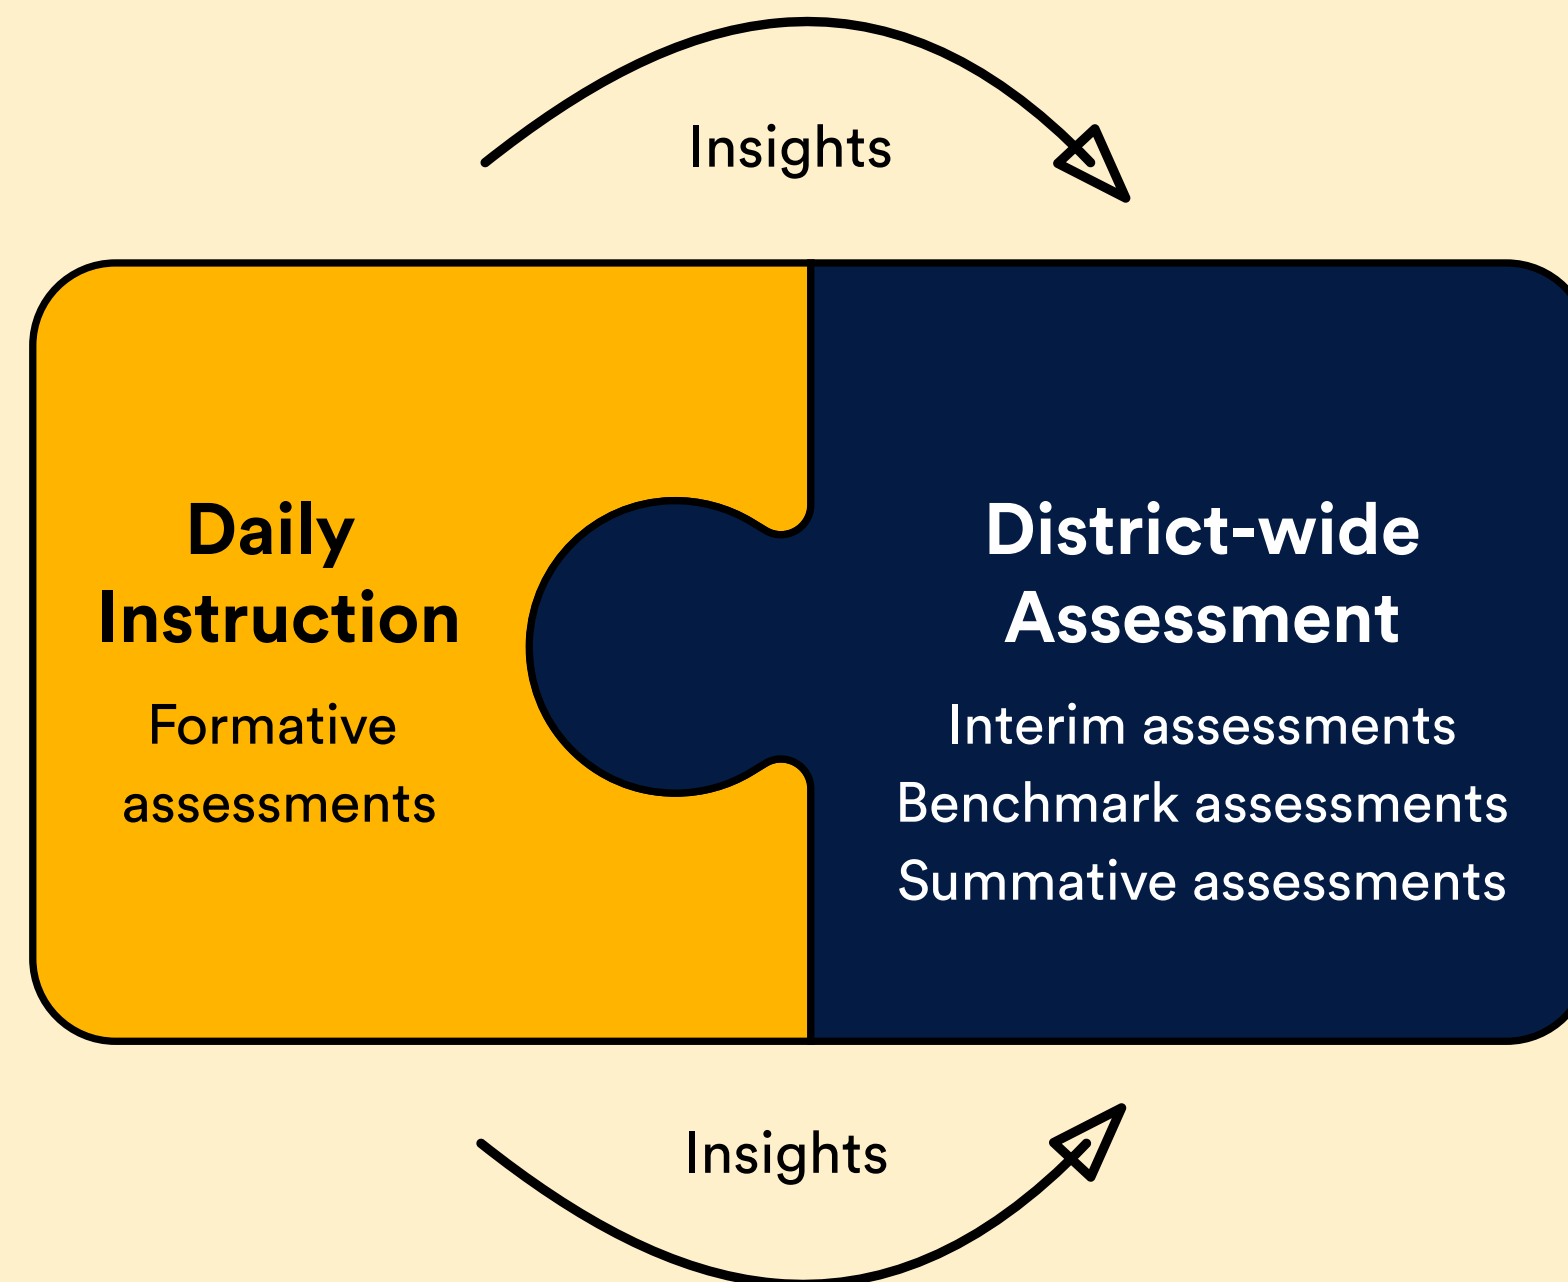 Insights
Daily
Instruction
Formative
assessments
District-wide
Assessment
Interim assessments
Benchmark assessments
Summative assessments
Insights